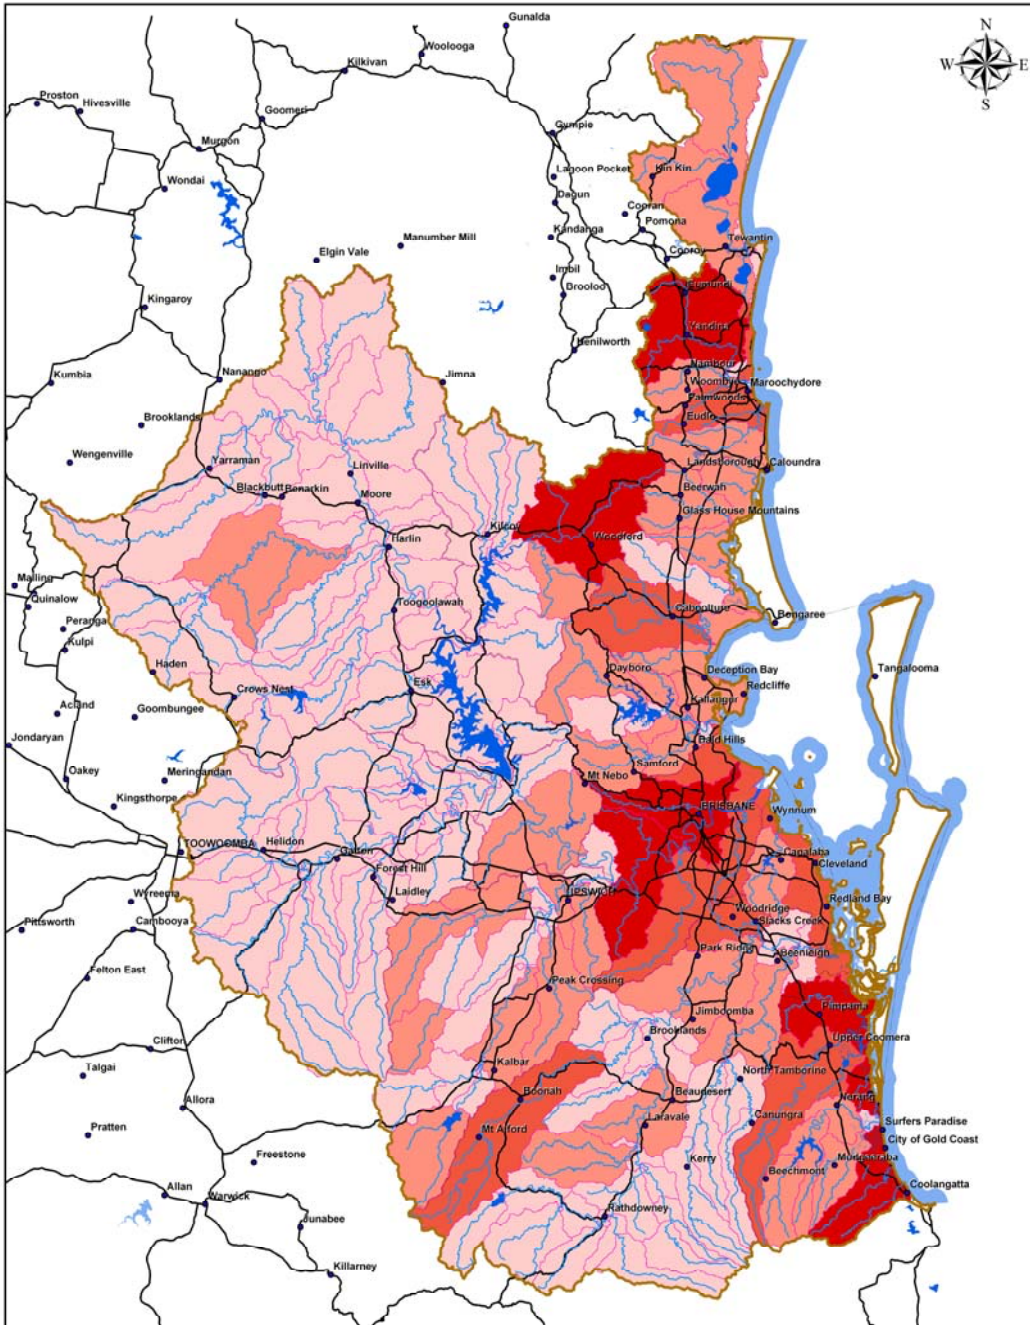 Gunalda
N
Woolooga
W
E
Kilkivan
S
Proston
Hivesville
Goomeri
Gympie
Murgon
Lagoon Pocket
Kin Kin
Wondai
Dagun
Cooran
Pomona
Kandanga
Manumber Mill
Tewantin
Elgin Vale
Cooroy
Imbil
Brooloo
Eumundi
Kingaroy
Yandina
Kenilworth
Nambour
Kumbia
Nanango
Jimna
Woombye
Maroochydore
Palmwoods
Brooklands
Eudlo
Wengenville
Yarraman
Linville
Landsborough
Caloundra
Blackbutt
Benarkin
Moore
Beerwah
Glass House Mountains
Kilcoy
Harlin
Woodford
Maling
Quinalow
Toogoolawah
Caboolture
Bongaree
Peranga
Kulpi
Haden
Dayboro
Deception Bay
Tangalooma
Crows Nest
Esk
Redcliffe
Kallangur
Acland
Goombungee
Jondaryan
Bald Hills
Oakey
Meringandan
Samford
Mt Nebo
Kingsthorpe
BRISBANE
Wynnum
TOOWOOMBA
Helidon
Gatton
Capalaba
Cleveland
Forest Hill
Wyreema
Laidley
IPSWICH
Redland Bay
Woodridge
Pittsworth
Cambooya
Slacks Creek
Park Ridge
Beenleigh
Felton East
Peak Crossing
Pimpama
Jimboomba
Brooklands
Clifton
Upper Coomera
Talgai
Kalbar
North Tamborine
Boonah
Beaudesert
Nerang
Allora
Laravale
Canungra
Surfers Paradise
Pratten
Mt Alford
City of Gold Coast
Freestone
Kerry
Beechmont
Mudgeeraba
Allan
Warwick
Coolangatta
Rathdowney
Junabee
Killarney